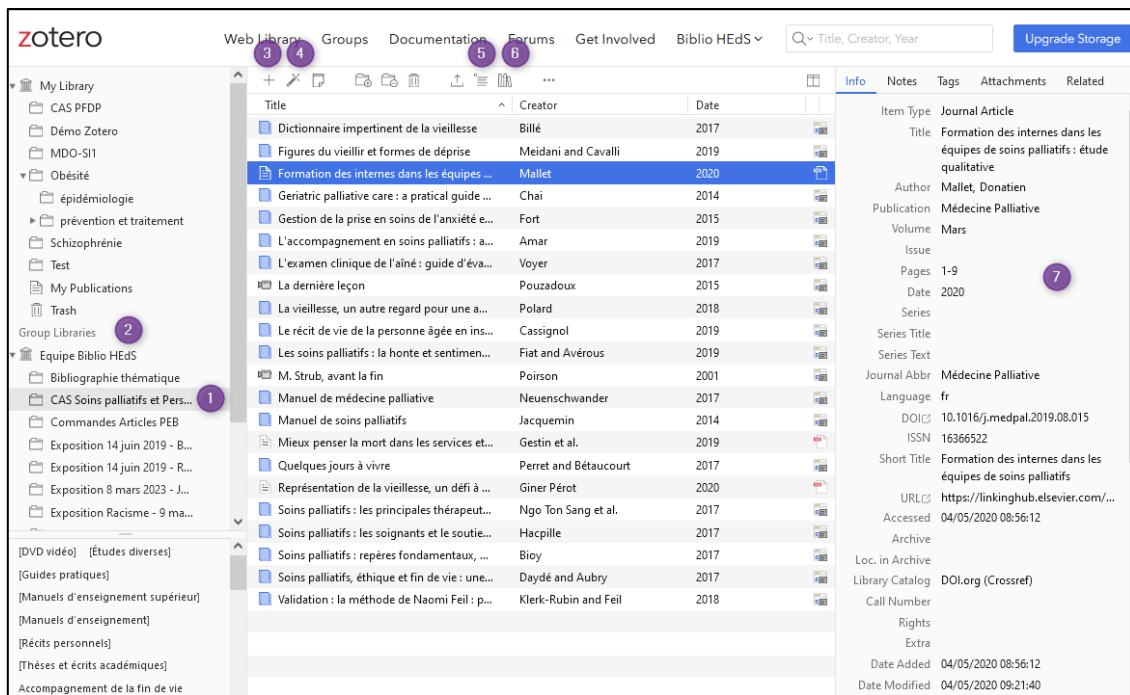 zotero
Web Library Groups Documentation Forums Get Involved Biblio HEdS
Title, Creator, Year
Upgrade Storage
3 4 5 6
My Library
CAS PFDP
Démo Zotero
MDO-SI1
Obésité
épidémiologie
prévention et traitement
Schizophrénie
Test
My Publications
Trash
Group Libraries 2
Equipe Biblio HEdS
Bibliographie thématique
CAS Soins palliatifs et Pers... 1
Commandes Articles PEB
Exposition 14 juin 2019 - B...
Exposition 14 juin 2019 - R...
Exposition 8 mars 2023 - J...
Exposition Racisme - 9 ma...
[DVD vidéo] [Études diverses]
[Guides pratiques]
[Manuels d'enseignement supérieur]
[Manuels d'enseignement]
[Récits personnels]
[Thèses et écrits académiques]
Accompagnement de la fin de vie
Title Creator Date
Dictionnaire impertinent de la vieillesse Billé 2017
Figures du vieillir et formes de déprise Meidani and Cavalli 2019
Formation des internes dans les équipes ... Mallet 2020
Geriatric palliative care : a pratical guide ... Chai 2014
Gestion de la prise en soins de l'anxiété e... Fort 2015
L'accompagnement en soins palliatifs : a... Amar 2019
L'examen clinique de l'aîné : guide d'éva... Voyer 2017
La dernière leçon Pouzadoux 2015
La vieillesse, un autre regard pour une a... Polard 2018
Le récit de vie de la personne âgée en ins... Cassignol 2019
Les soins palliatifs : la honte et sentimen... Fiat and Avérous 2019
M. Strub, avant la fin Poirson 2001
Manuel de médecine palliative Neuenschwander 2017
Manuel de soins palliatifs Jacquemin 2014
Mieux penser la mort dans les services et... Gestin et al. 2019
Quelques jours à vivre Perret and Bétaucourt 2017
Représentation de la vieillesse, un défi à ... Giner Pérot 2020
Soins palliatifs : les principales thérapeut... Ngo Ton Sang et al. 2017
Soins palliatifs : les soignants et le soutie... Hacpille 2017
Soins palliatifs : repères fondamentaux, ... Bioy 2017
Soins palliatifs, éthique et fin de vie : une... Daydé and Aubry 2017
Validation : la méthode de Naomi Feil : p... Klerk-Rubin and Feil 2018
Info Notes Tags Attachments Related
Item Type Journal Article
Title Formation des internes dans les
équipes de soins palliatifs : étude
qualitative
Author Mallet, Donatien
Publication Médecine Palliative
Volume Mars
Issue
Pages 1-9 7
Date 2020
Series
Series Title
Series Text
Journal Abbr Médecine Palliative
Language fr
DOI 10.1016/j.medpal.2019.08.015
ISSN 16366522
Short Title Formation des internes dans les
équipes de soins palliatifs
URL https://linkinghub.elsevier.com/...
Accessed 04/05/2020 08:56:12
Archive
Loc. in Archive
Library Catalog DOI.org (Crossref)
Call Number
Rights
Extra
Date Added 04/05/2020 08:56:12
Date Modified 04/05/2020 09:21:40